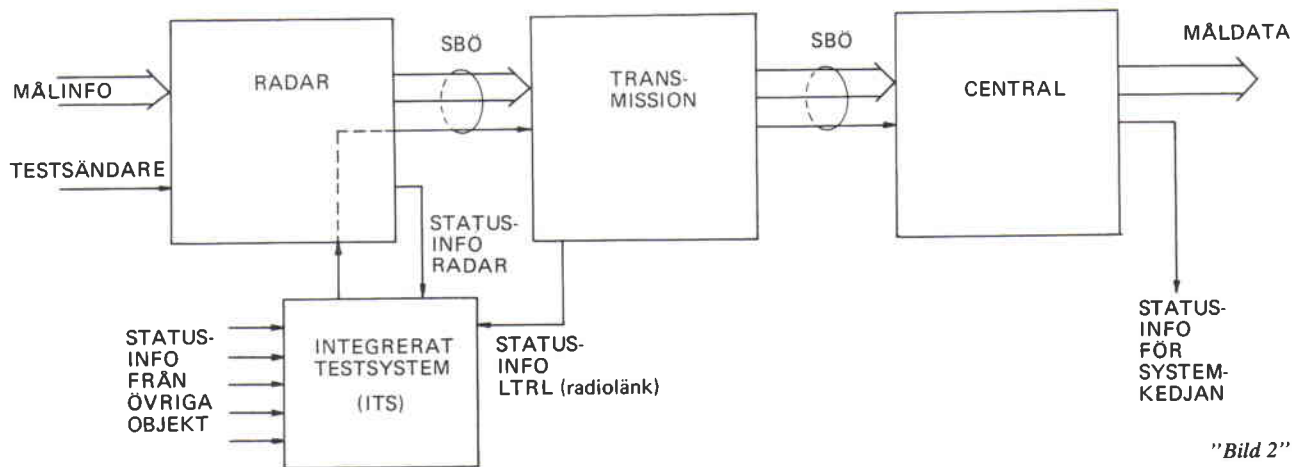 MÅLINFO
TESTSÄNDARE
RADAR
SBÖ
STATUS-
INFO
RADAR
TRANS-
MISSION
SBÖ
CENTRAL
MÅLDATA
STATUS-
INFO
FRÅN
ÖVRIGA
OBJEKT
INTEGRERAT
TESTSYSTEM
(ITS)
STATUS-
INFO
LTRL (radiolänk)
STATUS-
INFO
FÖR
SYSTEM-
KEDJAN
"Bild 2"